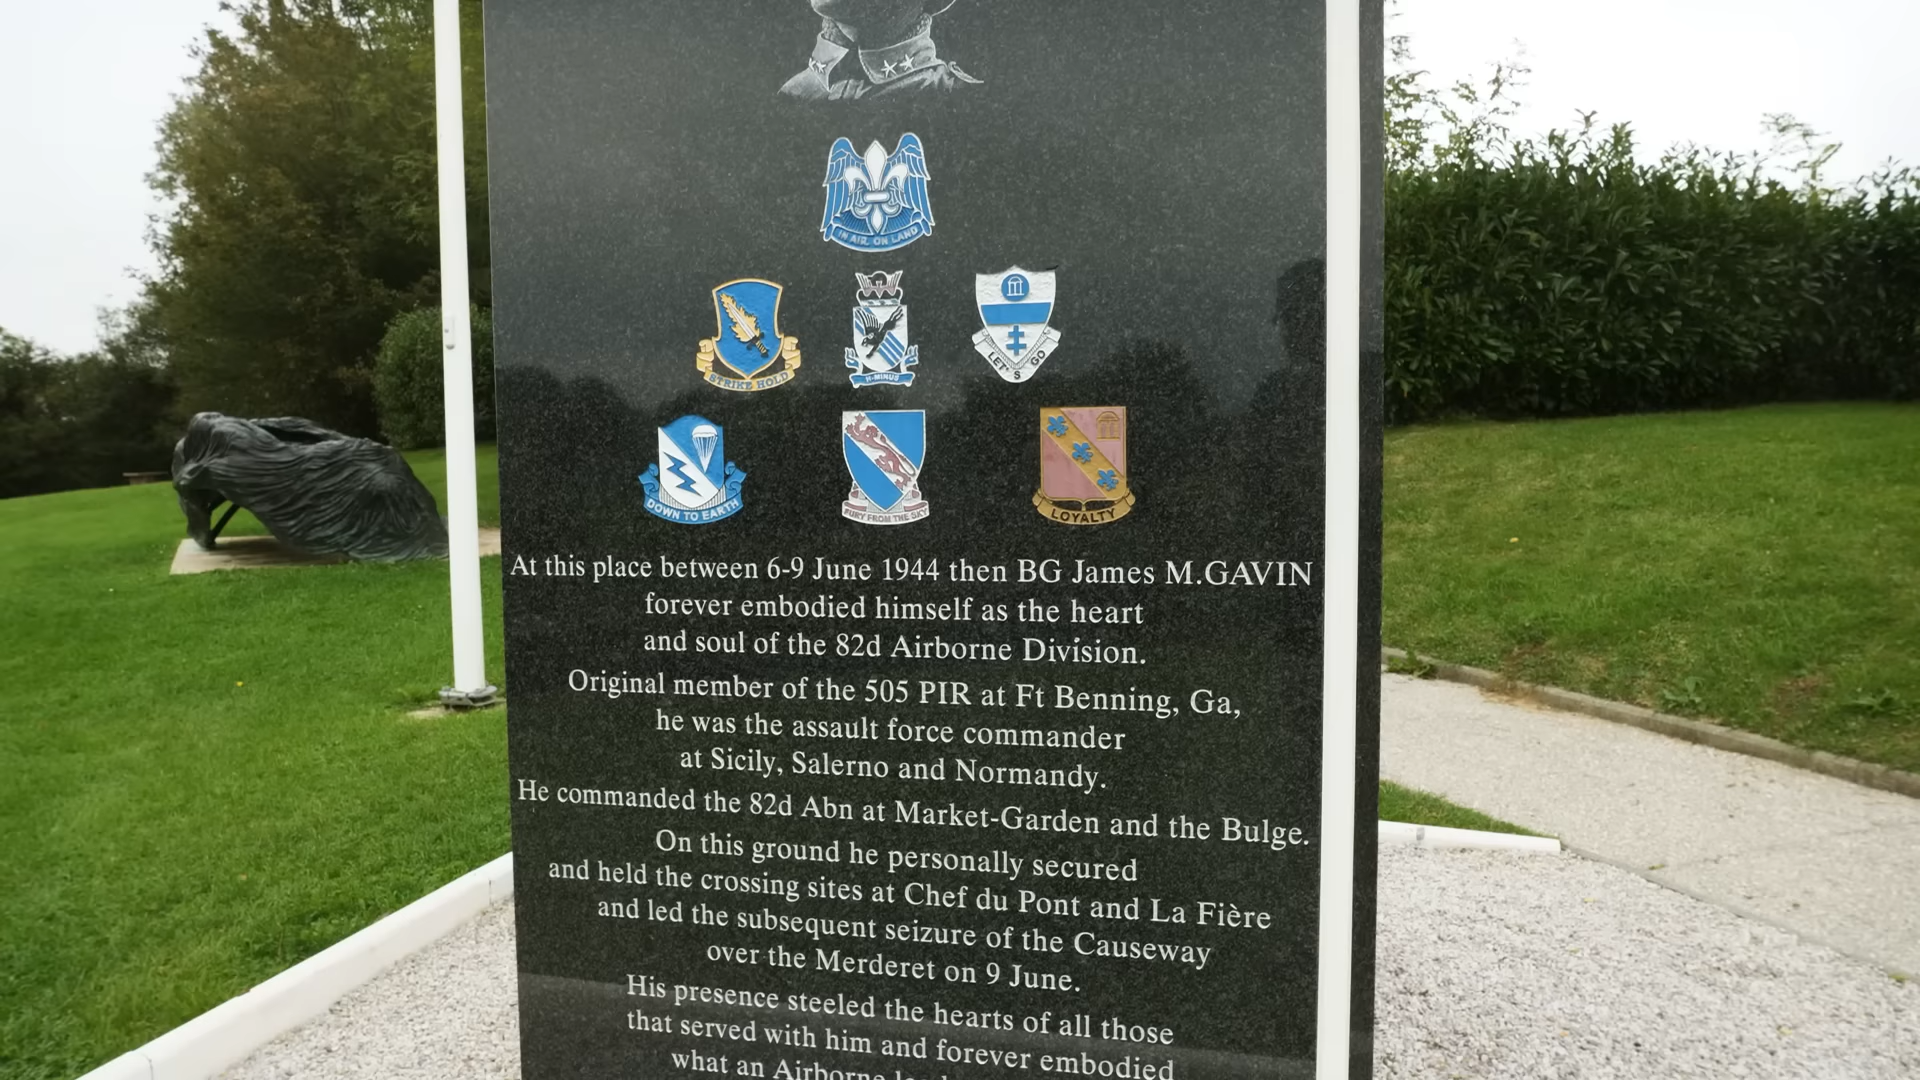 IN AIR, ON LAND
STRIKE HOLD
H-MINUS
LET'S GO
DOWN TO EARTH
FURY FROM THE SKY
LOYALTY
At this place between 6-9 June 1944 then BG James M.GAVIN
forever embodied himself as the heart
and soul of the 82d Airborne Division.
Original member of the 505 PIR at Ft Benning, Ga,
he was the assault force commander
at Sicily, Salerno and Normandy.
He commanded the 82d Abn at Market-Garden and the Bulge.
On this ground he personally secured
and held the crossing sites at Chef du Pont and La Fière
and led the subsequent seizure of the Causeway
over the Merderet on 9 June.
His presence steeled the hearts of all those
that served with him and forever embodied
what an Airborne